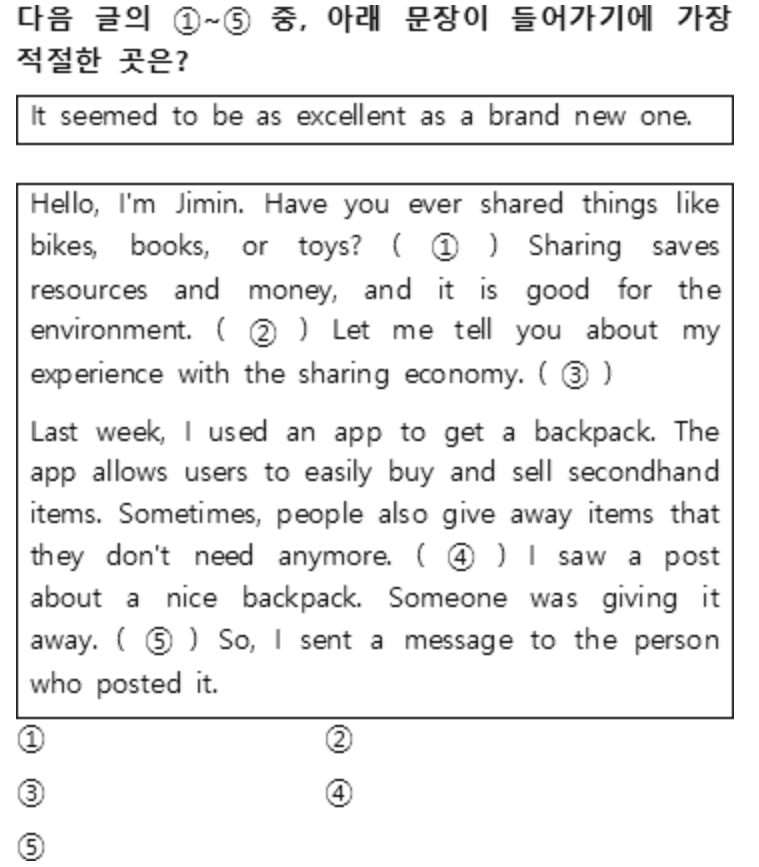 다음 글의 ①~⑤ 중, 아래 문장이 들어가기에 가장
적절한 곳은?
It seemed to be as excellent as a brand new one.
Hello, I'm Jimin. Have you ever shared things like
bikes, books, or toys? ( ① ) Sharing saves
resources and money, and it is good for the
environment. ( ② ) Let me tell you about my
experience with the sharing economy. ( ③ )
Last week, I used an app to get a backpack. The
app allows users to easily buy and sell secondhand
items. Sometimes, people also give away items that
they don't need anymore. ( ④ ) I saw a post
about a nice backpack. Someone was giving it
away. ( ⑤ ) So, I sent a message to the person
who posted it.
① ②
③ ④
⑤